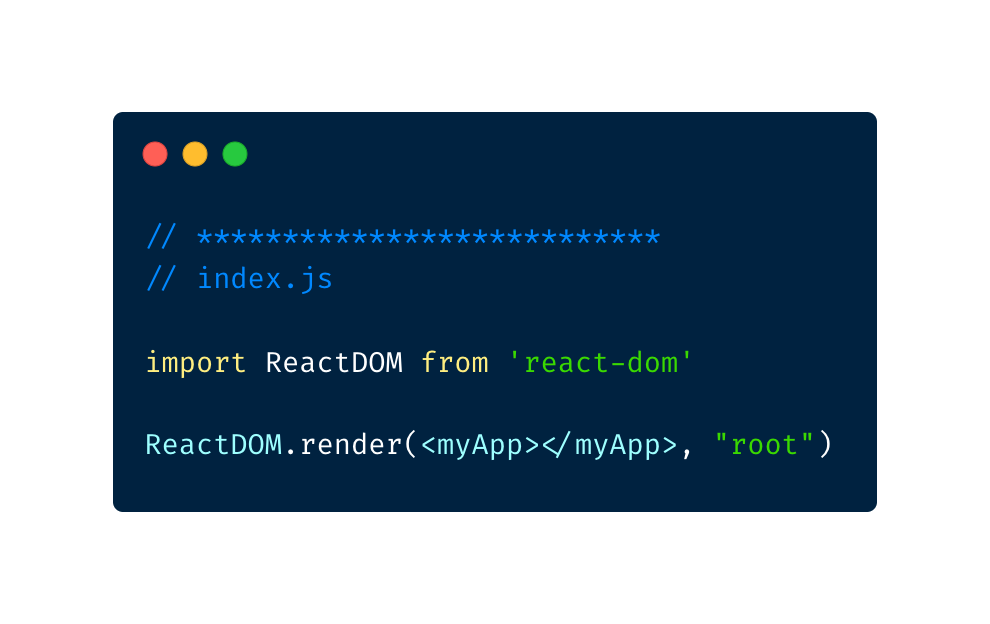 // ***************************
// index.js
import ReactDOM from 'react-dom'
ReactDOM.render(<myApp></myApp>, "root")